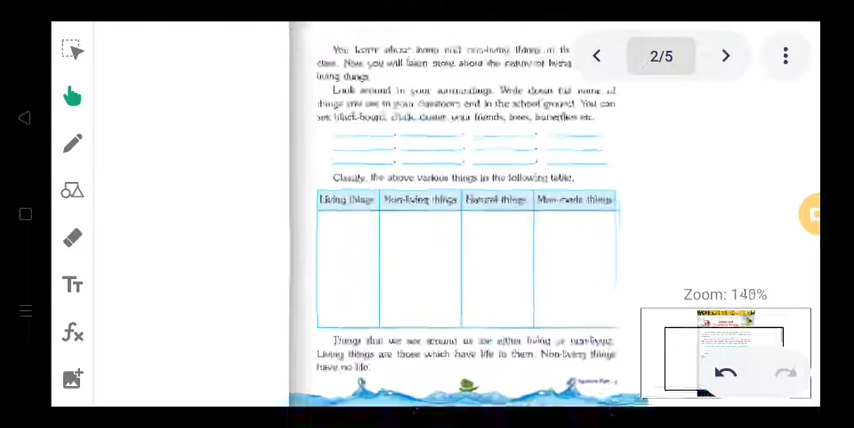 You learnt about living and non-living things in
class. Now you will learn more about the nature of living
living things.
Look around in your surroundings. Write down the name of
things you see in your classroom and in the school ground. You can
see black-board, chalk, duster, your friends, trees, butterflies etc.
Classify, the above various things in the following table.
Living things Non-living things Natural things Man-made things
Things that we see around us are either living or non-living.
Living things are those which have life in them. Non-living things
have no life.
2/5
Zoom: 140%